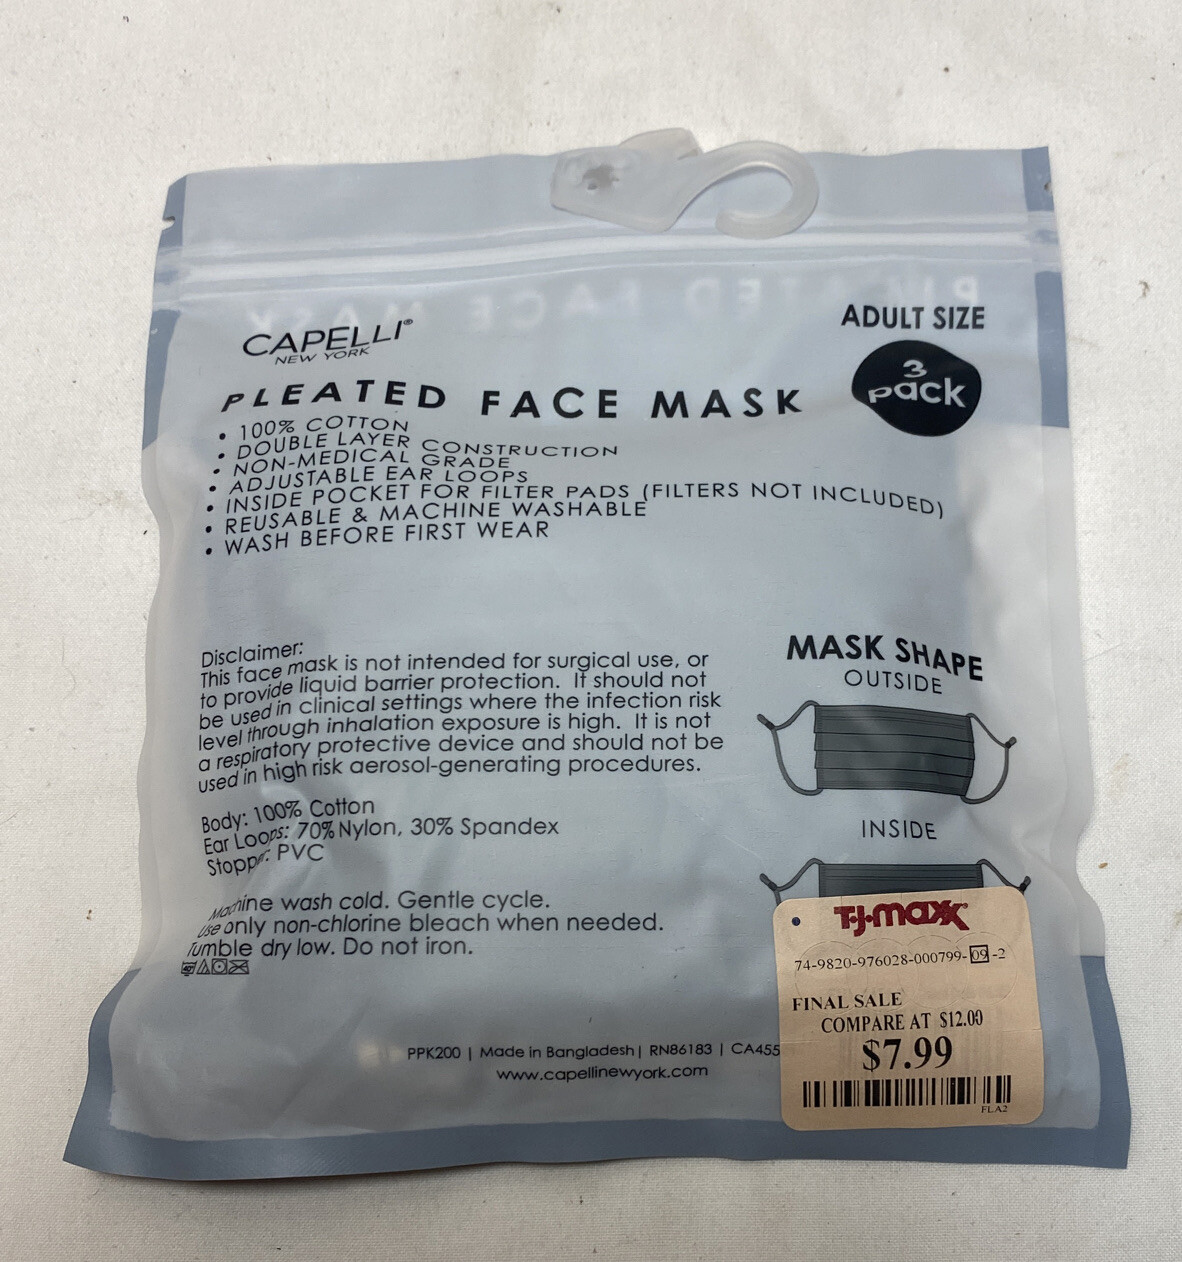 CAPELLI®
NEW YORK
ADULT SIZE
3
pack
PLEATED FACE MASK
• 100% COTTON
• DOUBLE LAYER CONSTRUCTION
• NON-MEDICAL GRADE
• ADJUSTABLE EAR LOOPS
• INSIDE POCKET FOR FILTER PADS (FILTERS NOT INCLUDED)
• REUSABLE & MACHINE WASHABLE
• WASH BEFORE FIRST WEAR
Disclaimer:
This face mask is not intended for surgical use, or
to provide liquid barrier protection. It should not
be used in clinical settings where the infection risk
level through inhalation exposure is high. It is not
a respiratory protective device and should not be
used in high risk aerosol-generating procedures.
Body: 100% Cotton
Ear Loops: 70% Nylon, 30% Spandex
Stopper: PVC
Machine wash cold. Gentle cycle.
Use only non-chlorine bleach when needed.
Tumble dry low. Do not iron.
MASK SHAPE
OUTSIDE
INSIDE
PPK200 | Made in Bangladesh | RN86183 | CA455
www.capellinewyork.com
T·J·maxx
74-9820-976028-000799-09-2
FINAL SALE
COMPARE AT $12.00
$7.99
FLA2